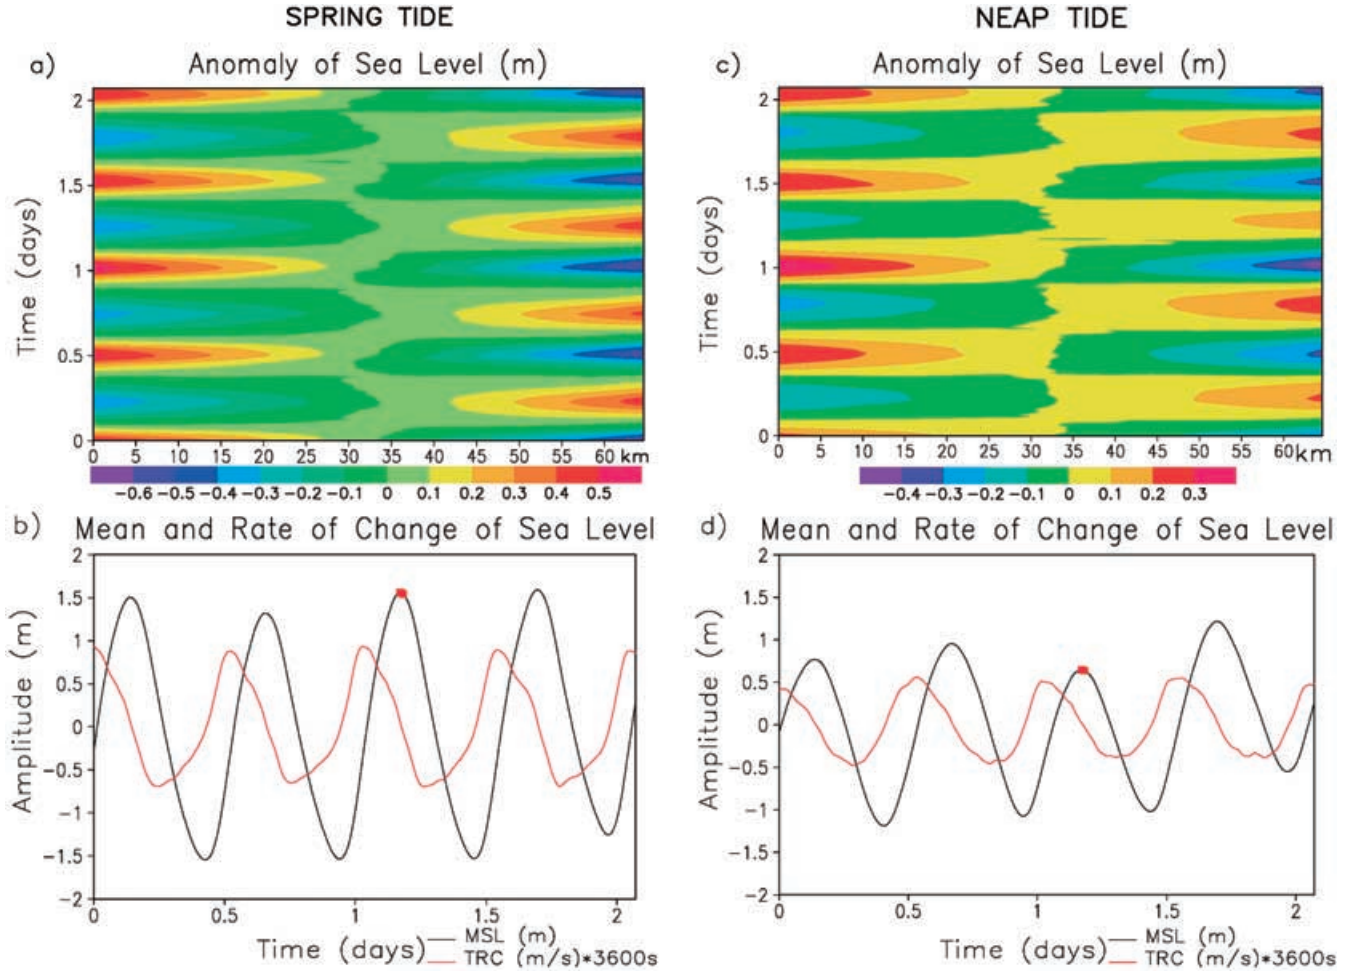 SPRING TIDE
a) Anomaly of Sea Level (m)
Time (days)
2
1.5
1
0.5
0
0 5 10 15 20 25 30 35 40 45 50 55 60 km
-0.6 -0.5 -0.4 -0.3 -0.2 -0.1 0 0.1 0.2 0.3 0.4 0.5
b) Mean and Rate of Change of Sea Level
Amplitude (m)
2
1.5
1
0.5
0
-0.5
-1
-1.5
-2
0 0.5 1 1.5 2
Time (days)
MSL (m)
TRC (m/s)*3600s
NEAP TIDE
c) Anomaly of Sea Level (m)
Time (days)
2
1.5
1
0.5
0
0 5 10 15 20 25 30 35 40 45 50 55 60 km
-0.4 -0.3 -0.2 -0.1 0 0.1 0.2 0.3
d) Mean and Rate of Change of Sea Level
Amplitude (m)
2
1.5
1
0.5
0
-0.5
-1
-1.5
-2
0 0.5 1 1.5 2
Time (days)
MSL (m)
TRC (m/s)*3600s